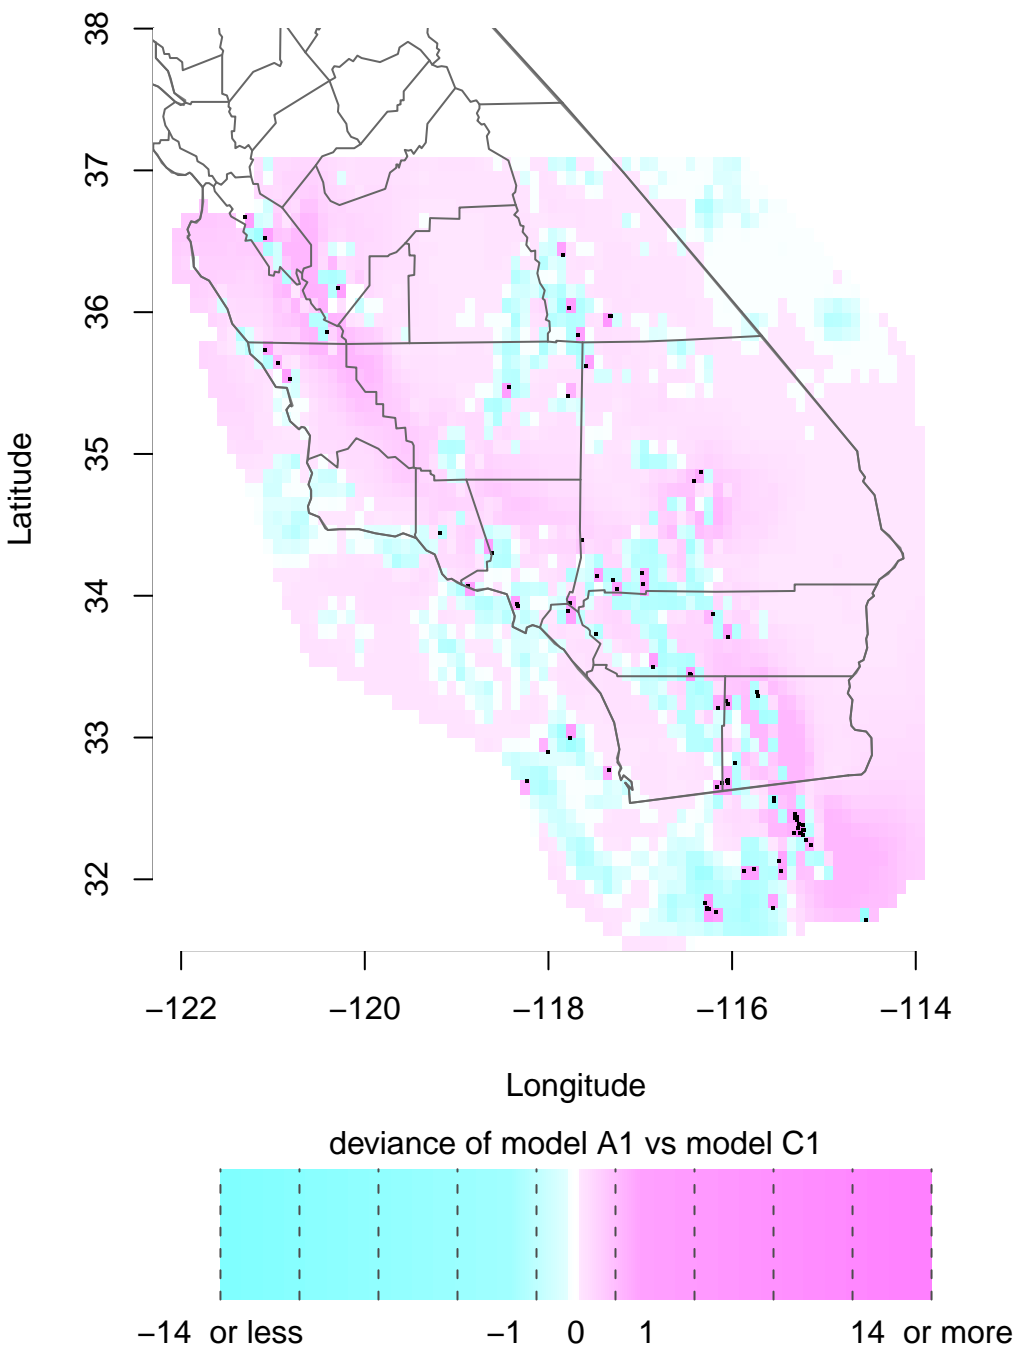 38
37
36
35
34
33
32
Latitude
−122 −120 −118 −116 −114
Longitude
deviance of model A1 vs model C1
−14 or less −1 0 1 14 or more